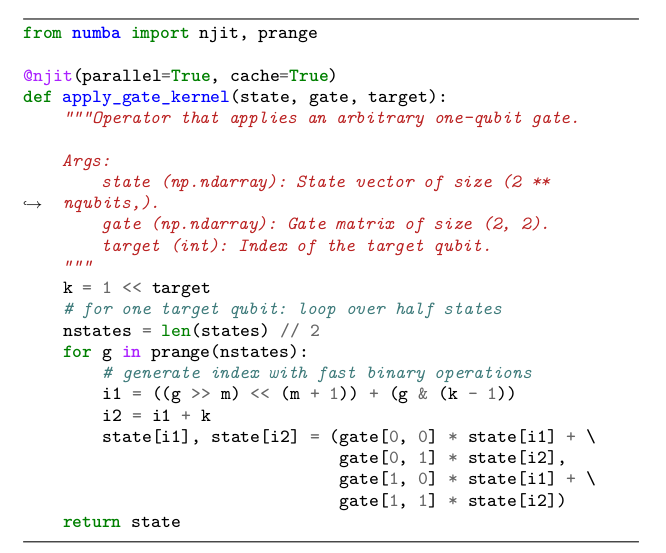 from numba import njit, prange

@njit(parallel=True, cache=True)
def apply_gate_kernel(state, gate, target):
    """Operator that applies an arbitrary one-qubit gate.

    Args:
        state (np.ndarray): State vector of size (2 **
↪   nqubits,).
        gate (np.ndarray): Gate matrix of size (2, 2).
        target (int): Index of the target qubit.
    """
    k = 1 << target
    # for one target qubit: loop over half states
    nstates = len(states) // 2
    for g in prange(nstates):
        # generate index with fast binary operations
        i1 = ((g >> m) << (m + 1)) + (g & (k - 1))
        i2 = i1 + k
        state[i1], state[i2] = (gate[0, 0] * state[i1] + \
                                gate[0, 1] * state[i2],
                                gate[1, 0] * state[i1] + \
                                gate[1, 1] * state[i2])
    return state